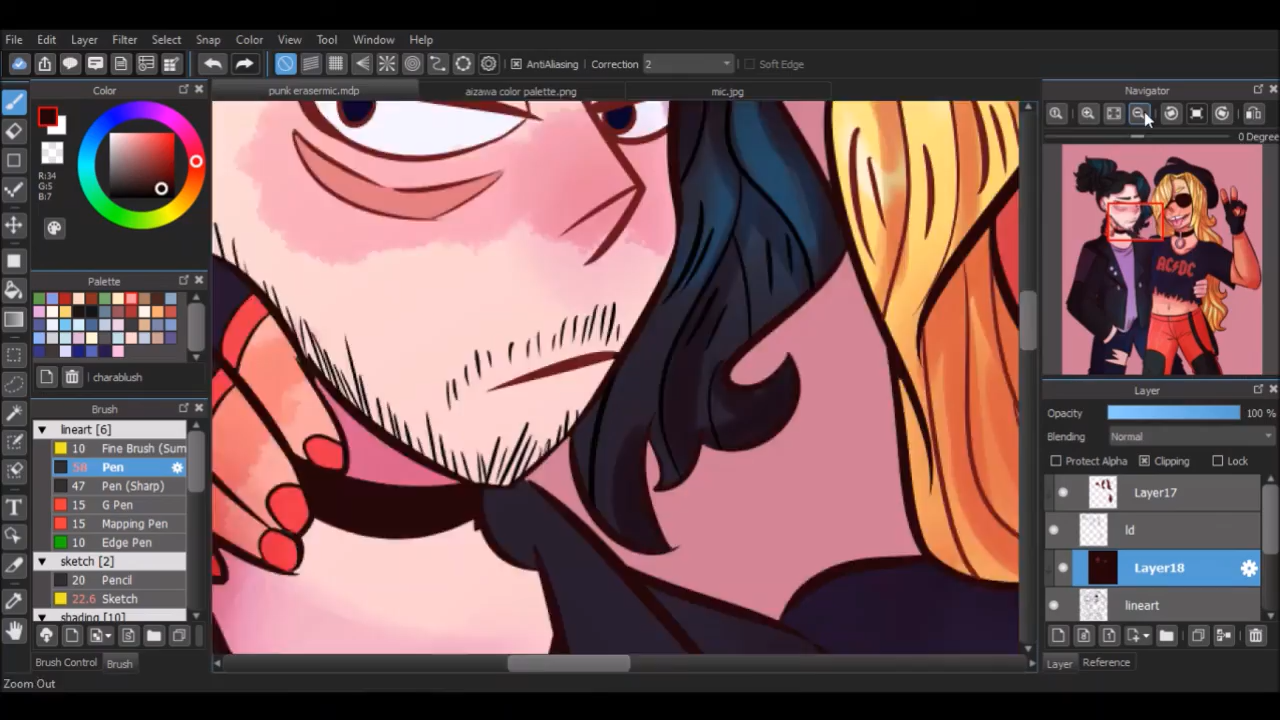 File Edit Layer Filter Select Snap Color View Tool Window Help
AntiAliasing Correction 2 Soft Edge
Color punk erasermic.mdp aizawa color palette.png mic.jpg Navigator
R:34
G:5
B:7
0 Degree
AC/DC
Palette
charablush
Brush
lineart [6]
10 Fine Brush (Sum
58 Pen
47 Pen (Sharp)
15 G Pen
15 Mapping Pen
10 Edge Pen
sketch [2]
20 Pencil
22.6 Sketch
shading [10]
Brush Control Brush
Zoom Out
Layer
Opacity 100 %
Blending Normal
Protect Alpha Clipping Lock
Layer17
ld
Layer18
lineart
Layer Reference